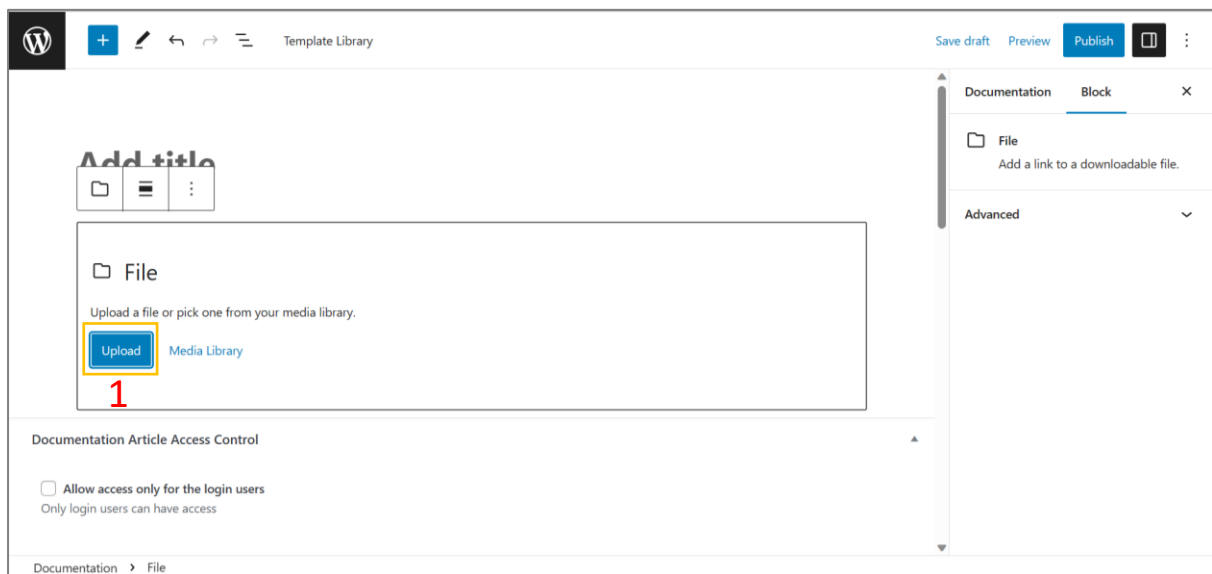 Template Library
Save draft Preview Publish
Documentation Block
File
Add a link to a downloadable file.
Advanced
Add title
File
Upload a file or pick one from your media library.
Upload Media Library
1
Documentation Article Access Control
Allow access only for the login users
Only login users can have access
Documentation > File